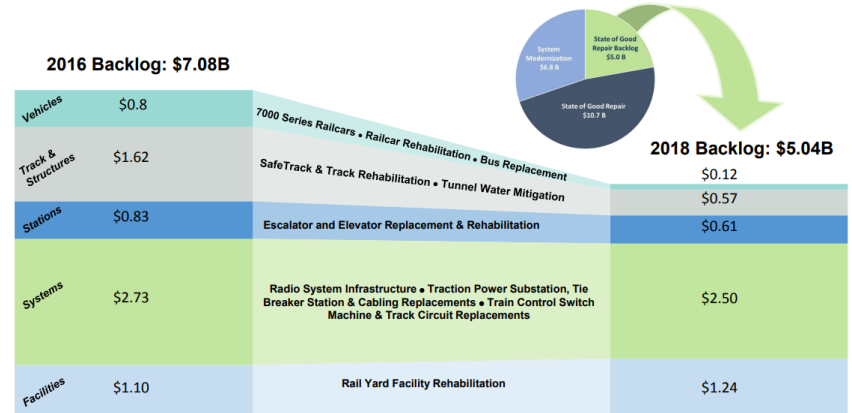 2016 Backlog: $7.08B
System
Modernization
$6.8 B
State of Good
Repair Backlog
$5.0 B
State of Good Repair
$10.7 B
2018 Backlog: $5.04B
Vehicles
$0.8
7000 Series Railcars • Railcar Rehabilitation • Bus Replacement
$0.12
Track &
Structures
$1.62
SafeTrack & Track Rehabilitation • Tunnel Water Mitigation
$0.57
Stations
$0.83
Escalator and Elevator Replacement & Rehabilitation
$0.61
Systems
$2.73
Radio System Infrastructure • Traction Power Substation, Tie
Breaker Station & Cabling Replacements • Train Control Switch
Machine & Track Circuit Replacements
$2.50
Facilities
$1.10
Rail Yard Facility Rehabilitation
$1.24